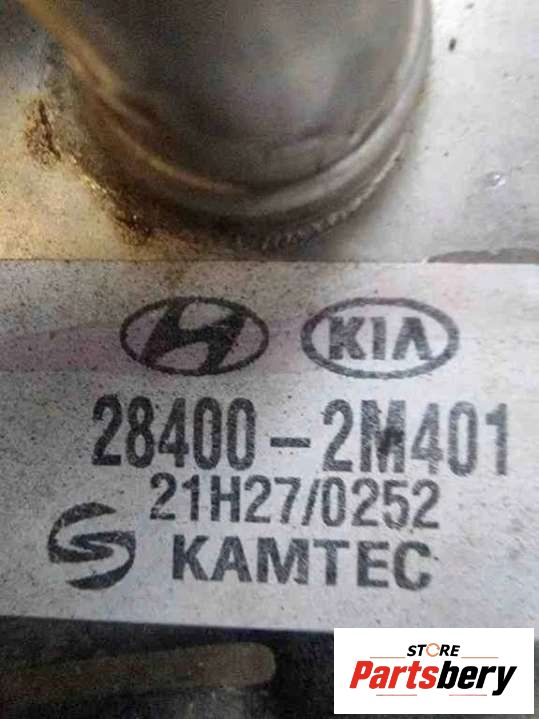 KIA
28400-2M401
21H27/0252
KAMTEC
STORE
Partsbery